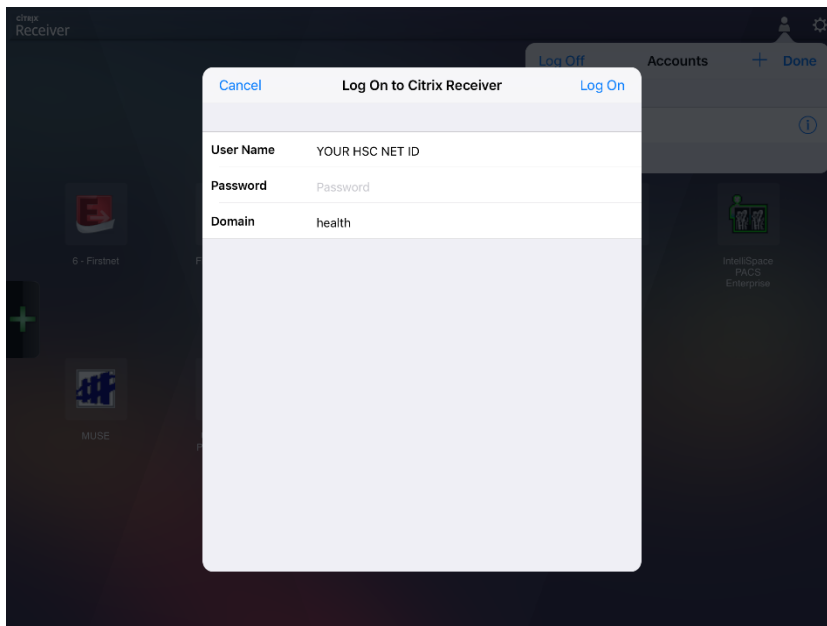 citrix
Receiver
Log Off Accounts + Done
Cancel Log On to Citrix Receiver Log On
User Name YOUR HSC NET ID
Password Password
Domain health
6 - Firstnet
F
IntelliSpace
PACS
Enterprise
MUSE
P